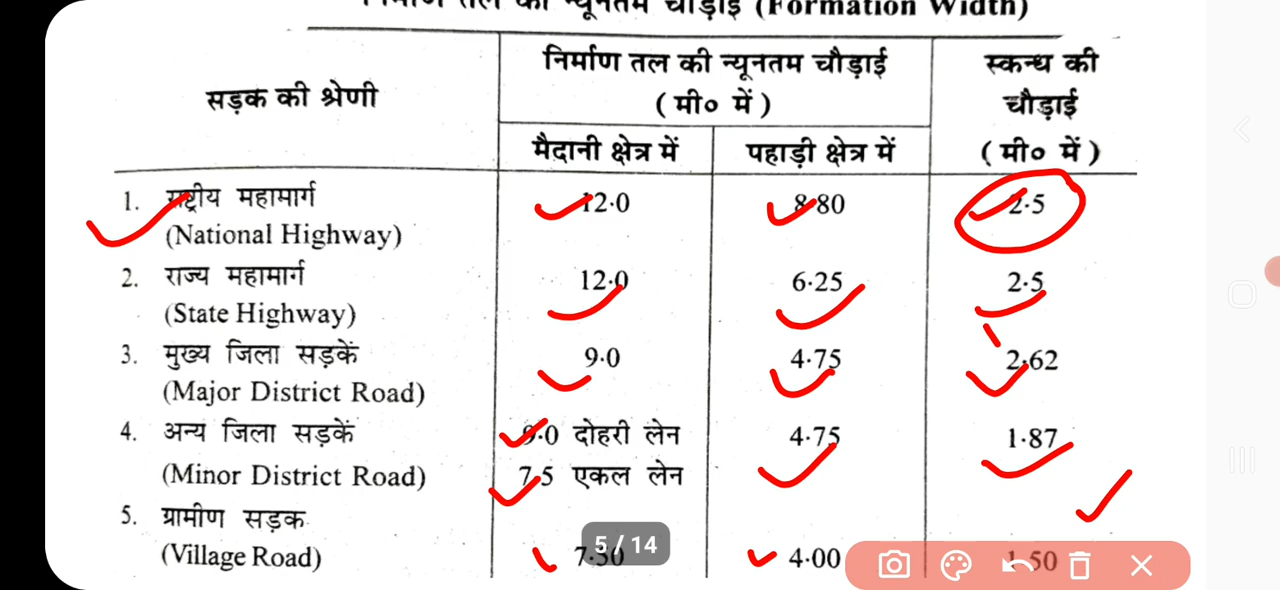 निर्माण तल की न्यूनतम चौड़ाई (Formation Width)
सड़क की श्रेणी
निर्माण तल की न्यूनतम चौड़ाई
( मी० में )
स्कन्ध की
चौड़ाई
( मी० में )
मैदानी क्षेत्र में
पहाड़ी क्षेत्र में
1. राष्ट्रीय महामार्ग 12·0 8·80 2·5
(National Highway)
2. राज्य महामार्ग 12·0 6·25 2·5
(State Highway)
3. मुख्य जिला सड़कें 9·0 4·75 2·62
(Major District Road)
4. अन्य जिला सड़कें 9·0 दोहरी लेन 4·75 1·87
(Minor District Road) 7·5 एकल लेन
5. ग्रामीण सड़क
(Village Road) 7·50 4·00 1·50
5 / 14